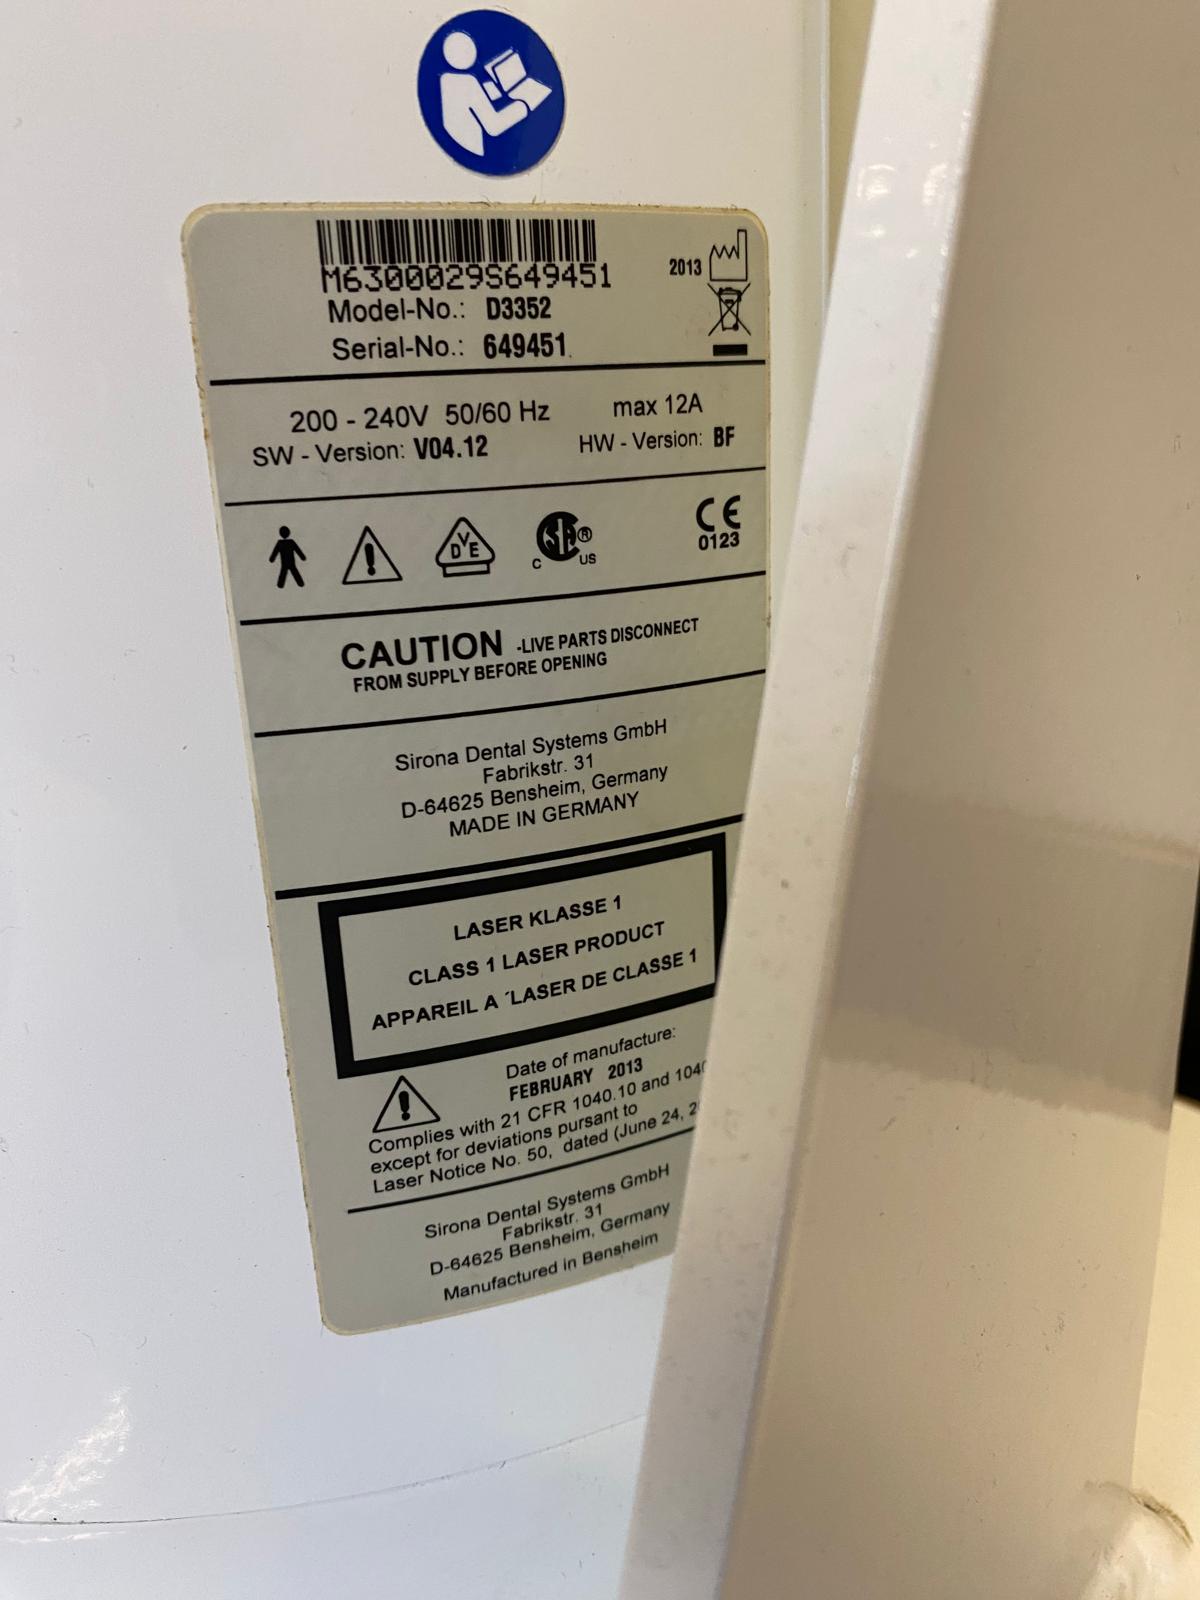 M6300029S649451
2013
Model-No.: D3352
Serial-No.: 649451
200 - 240V 50/60 Hz max 12A
SW - Version: V04.12 HW - Version: BF
DVE
C SA ® US
CE
0123
CAUTION -LIVE PARTS DISCONNECT
FROM SUPPLY BEFORE OPENING
Sirona Dental Systems GmbH
Fabrikstr. 31
D-64625 Bensheim, Germany
MADE IN GERMANY
LASER KLASSE 1
CLASS 1 LASER PRODUCT
APPAREIL A ´LASER DE CLASSE 1
Date of manufacture:
FEBRUARY 2013
Complies with 21 CFR 1040.10 and
except for deviations pursant to
Laser Notice No. 50, dated (June 24,
Sirona Dental Systems GmbH
Fabrikstr. 31
D-64625 Bensheim, Germany
Manufactured in Bensheim